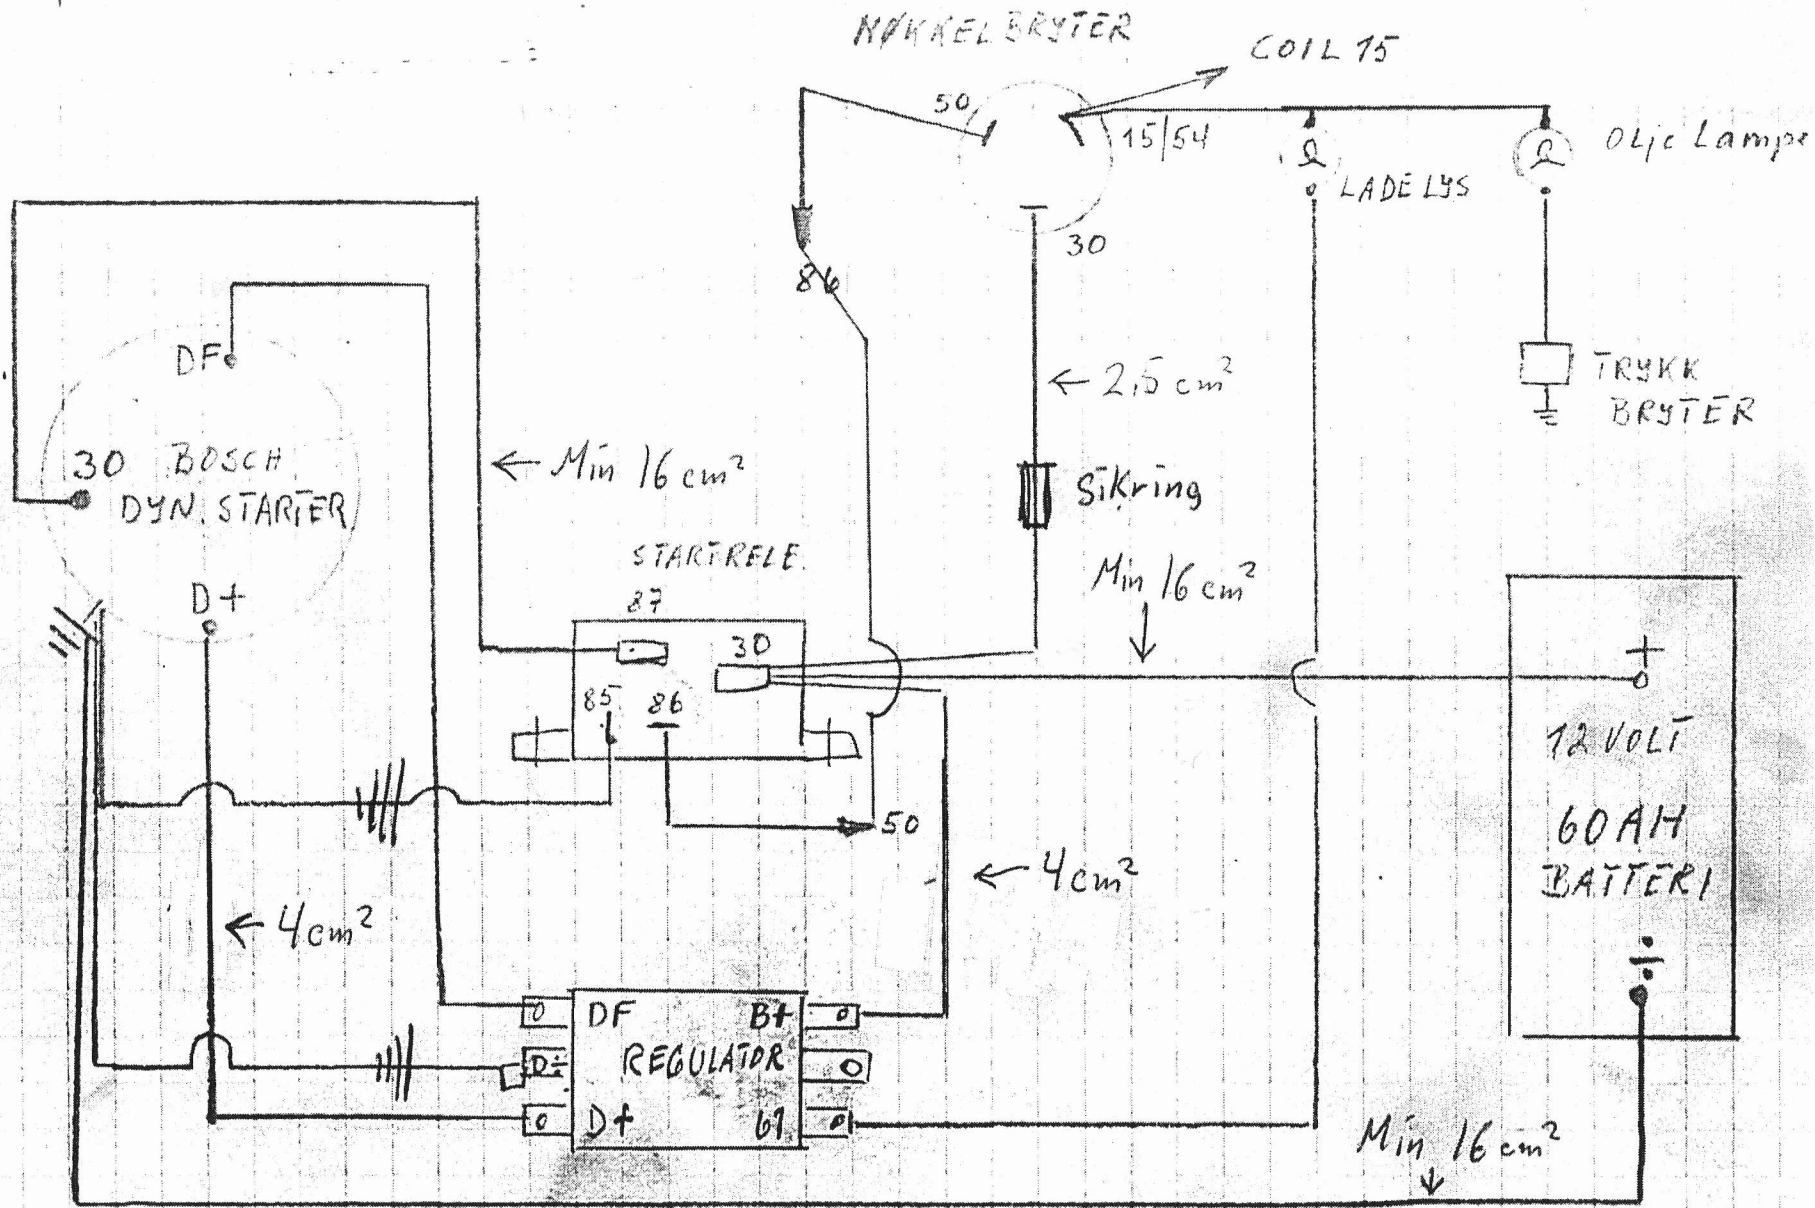 NØKKELBRYTER
COIL 15
50
15/54
30
LADELYS
Olje Lampe
86
DF
30
BOSCH
DYN. STARTER
D+
← Min 16 cm²
← 2,5 cm²
Sikring
TRYKK
BRYTER
STARTRELE
87
30
85
86
50
Min 16 cm²
+
12 VOLT
60 AH
BATTERI
÷
← 4 cm²
← 4 cm²
DF
B+
D÷
REGULATOR
D+
61
Min 16 cm²